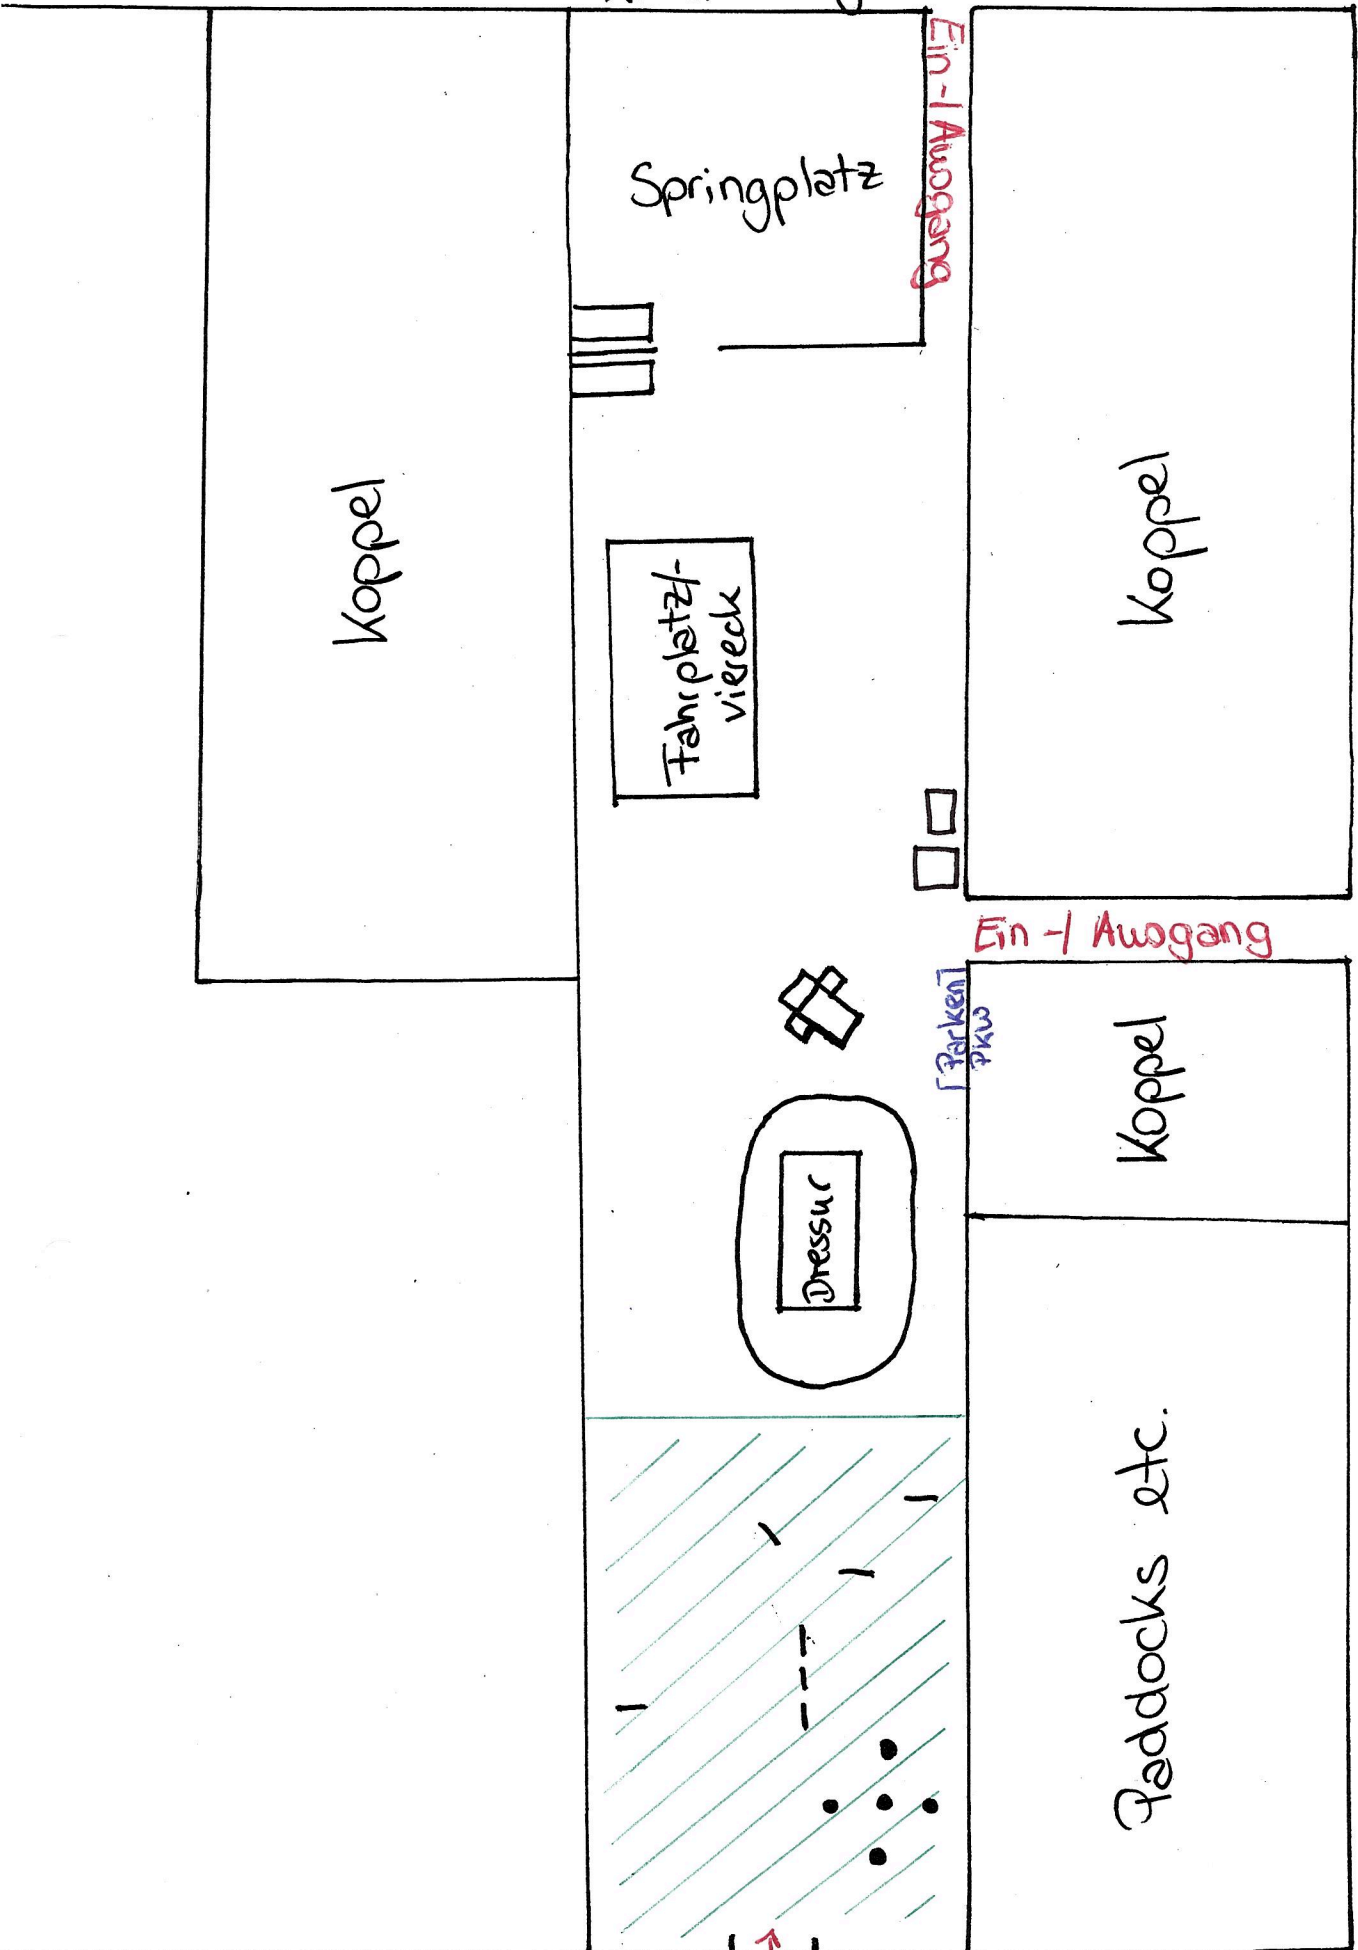 Springplatz
Ein-/Ausgang
Koppel
Koppel
Fahrplatz/-
viereck
Ein-/Ausgang
[Parken]
PKW
Koppel
Dressur
Paddocks etc.